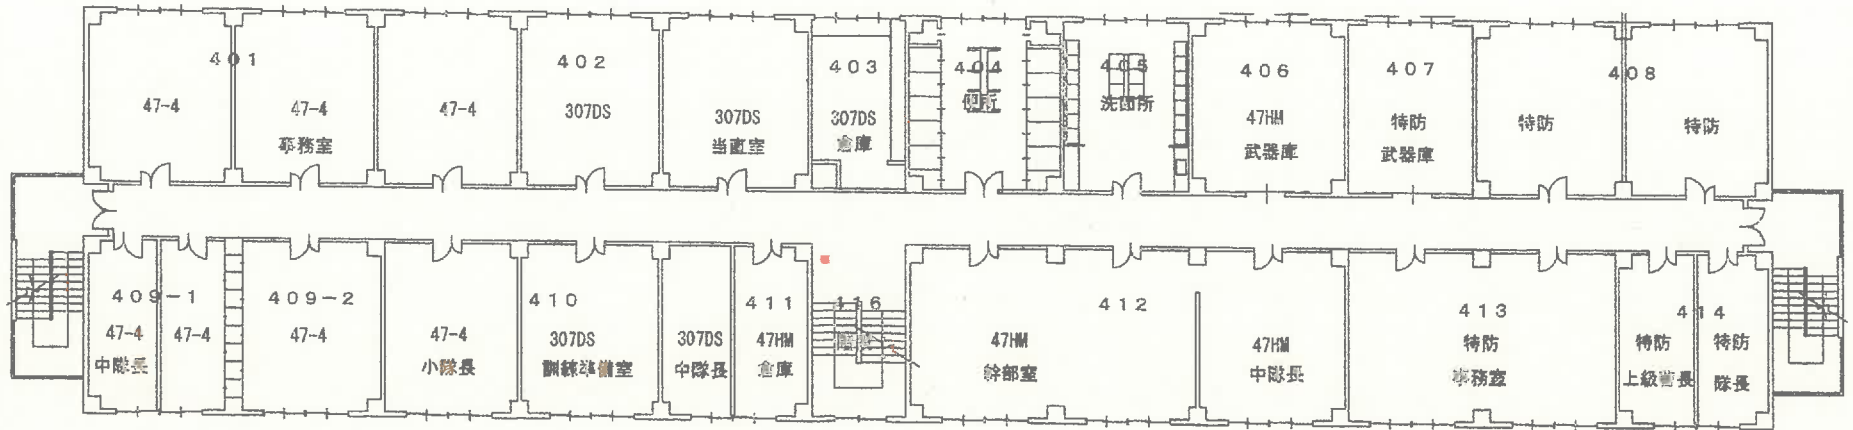 401
402
403
404
405
406
407
408
47-4
47-4
事務室
47-4
307DS
307DS
当直室
307DS
倉庫
便所
洗面所
47HM
武器庫
特防
武器庫
特防
特防
409-1
409-2
410
411
116
412
413
414
47-4
中隊長
47-4
47-4
47-4
小隊長
307DS
訓練準備室
307DS
中隊長
47HM
倉庫
階段
47HM
幹部室
47HM
中隊長
特防
事務室
特防
上級曹長
特防
隊長